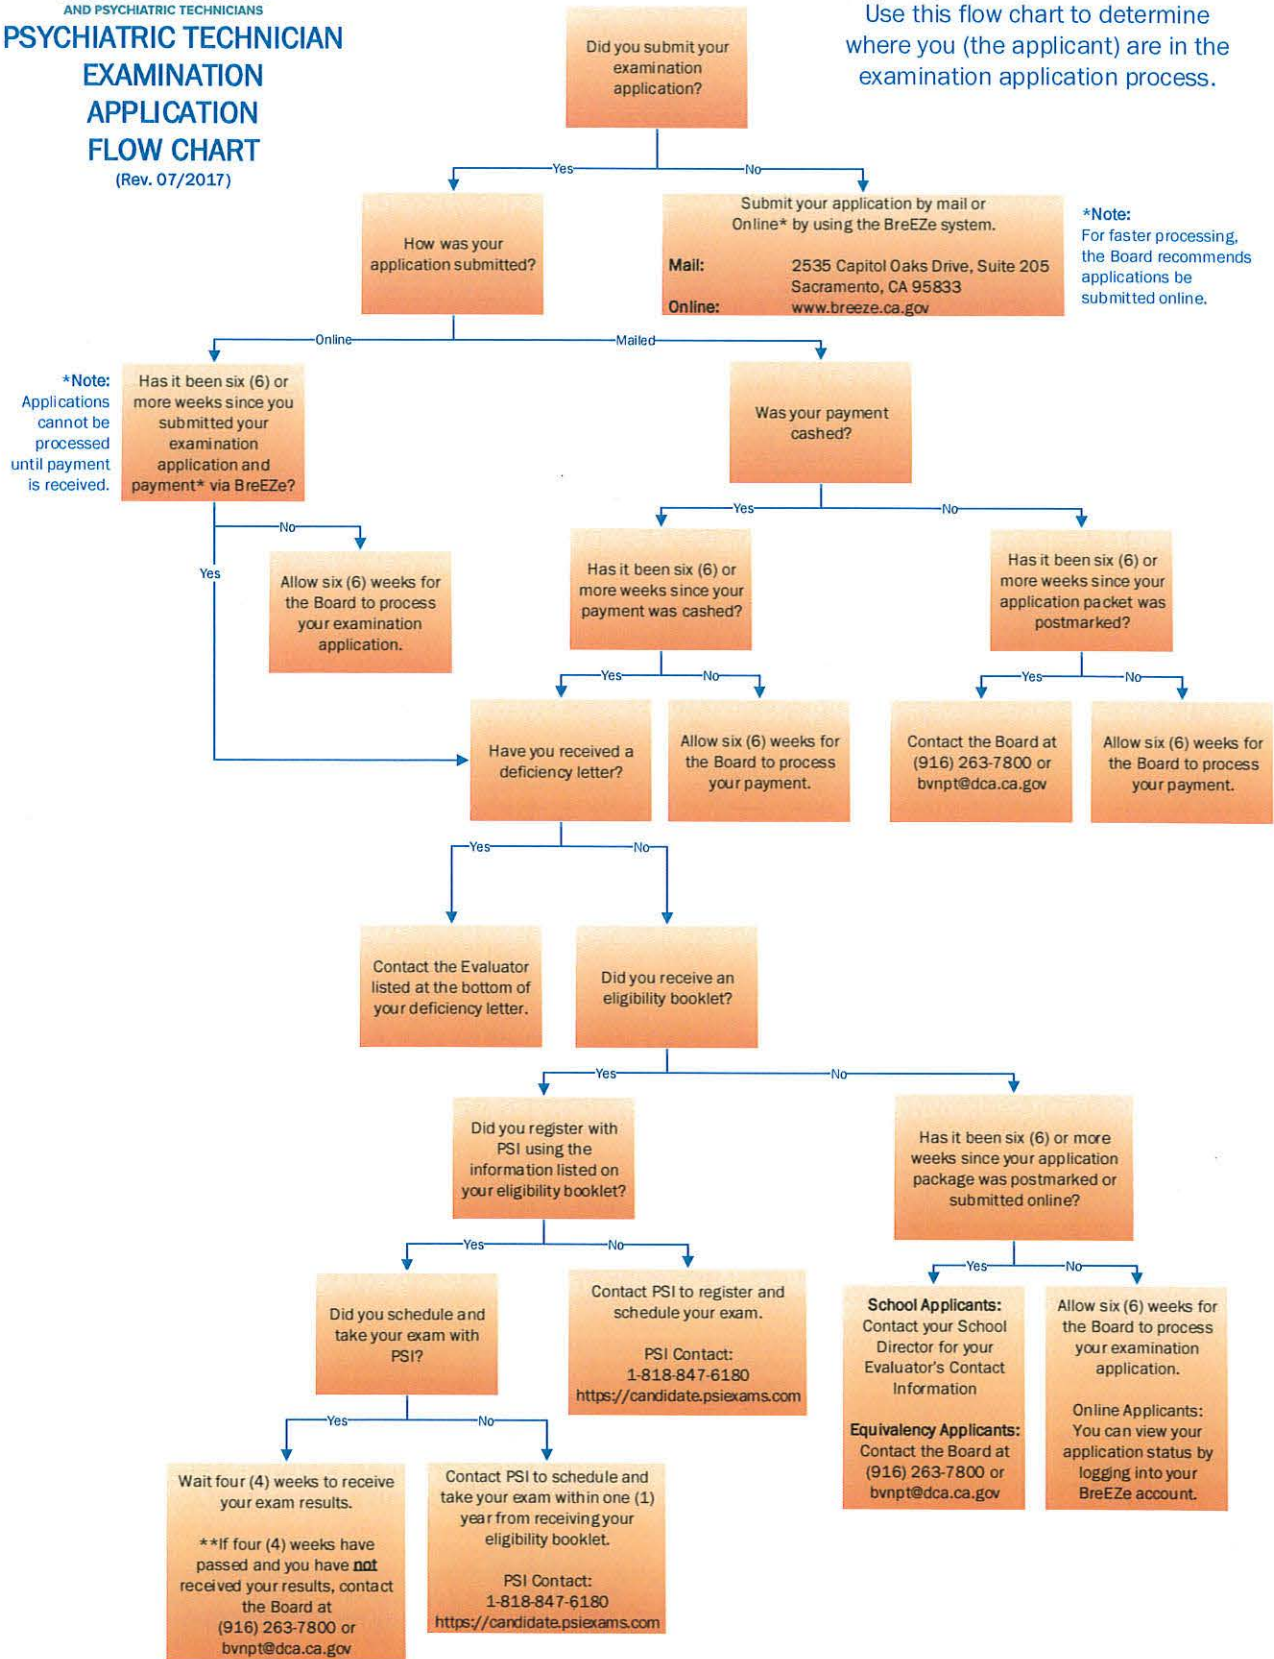 AND PSYCHIATRIC TECHNICIANS
PSYCHIATRIC TECHNICIAN
EXAMINATION
APPLICATION
FLOW CHART
(Rev. 07/2017)
Use this flow chart to determine
where you (the applicant) are in the
examination application process.
Did you submit your
examination
application?
Yes
No
How was your
application submitted?
Submit your application by mail or
Online* by using the BreEZe system.
Mail: 2535 Capitol Oaks Drive, Suite 205
Sacramento, CA 95833
Online: www.breeze.ca.gov
*Note:
For faster processing,
the Board recommends
applications be
submitted online.
Online
Mailed
*Note:
Applications
cannot be
processed
until payment
is received.
Has it been six (6) or
more weeks since you
submitted your
examination
application and
payment* via BreEZe?
Was your payment
cashed?
Yes
No
No
Yes
Allow six (6) weeks for
the Board to process
your examination
application.
Has it been six (6) or
more weeks since your
payment was cashed?
Has it been six (6) or
more weeks since your
application packet was
postmarked?
Yes
No
Yes
No
Have you received a
deficiency letter?
Allow six (6) weeks for
the Board to process
your payment.
Contact the Board at
(916) 263-7800 or
bvnpt@dca.ca.gov
Allow six (6) weeks for
the Board to process
your payment.
Yes
No
Contact the Evaluator
listed at the bottom of
your deficiency letter.
Did you receive an
eligibility booklet?
Yes
No
Did you register with
PSI using the
information listed on
your eligibility booklet?
Has it been six (6) or more
weeks since your application
package was postmarked or
submitted online?
Yes
No
Yes
No
Did you schedule and
take your exam with
PSI?
Contact PSI to register and
schedule your exam.
PSI Contact:
1-818-847-6180
https://candidate.psiexams.com
School Applicants:
Contact your School
Director for your
Evaluator's Contact
Information
Equivalency Applicants:
Contact the Board at
(916) 263-7800 or
bvnpt@dca.ca.gov
Allow six (6) weeks for
the Board to process
your examination
application.
Online Applicants:
You can view your
application status by
logging into your
BreEZe account.
Yes
No
Wait four (4) weeks to receive
your exam results.
**If four (4) weeks have
passed and you have not
received your results, contact
the Board at
(916) 263-7800 or
bvnpt@dca.ca.gov
Contact PSI to schedule and
take your exam within one (1)
year from receiving your
eligibility booklet.
PSI Contact:
1-818-847-6180
https://candidate.psiexams.com